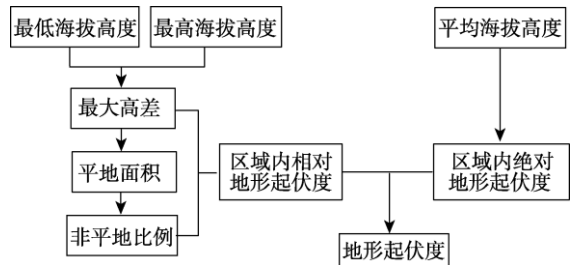 最低海拔高度
最高海拔高度
平均海拔高度
最大高差
平地面积
非平地比例
区域内相对
地形起伏度
区域内绝对
地形起伏度
地形起伏度